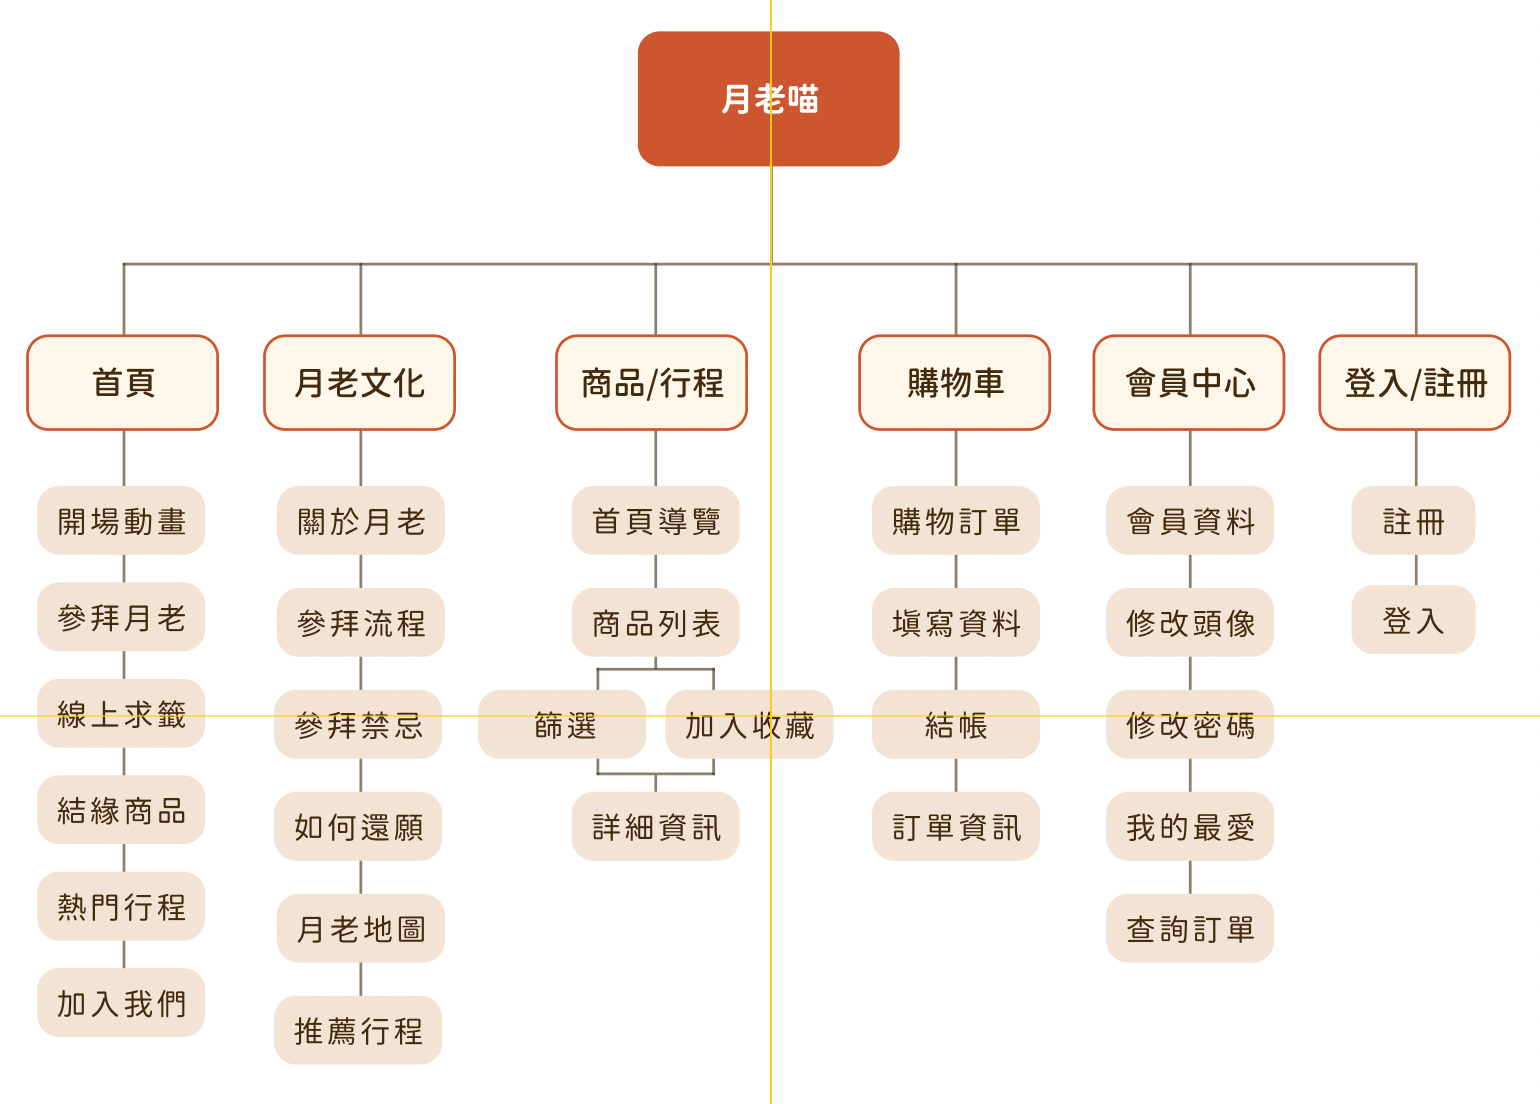 月老喵
首頁
月老文化
商品/行程
購物車
會員中心
登入/註冊
開場動畫
參拜月老
線上求籤
結緣商品
熱門行程
加入我們
關於月老
參拜流程
參拜禁忌
如何還願
月老地圖
推薦行程
首頁導覽
商品列表
篩選
加入收藏
詳細資訊
購物訂單
填寫資料
結帳
訂單資訊
會員資料
修改頭像
修改密碼
我的最愛
查詢訂單
註冊
登入